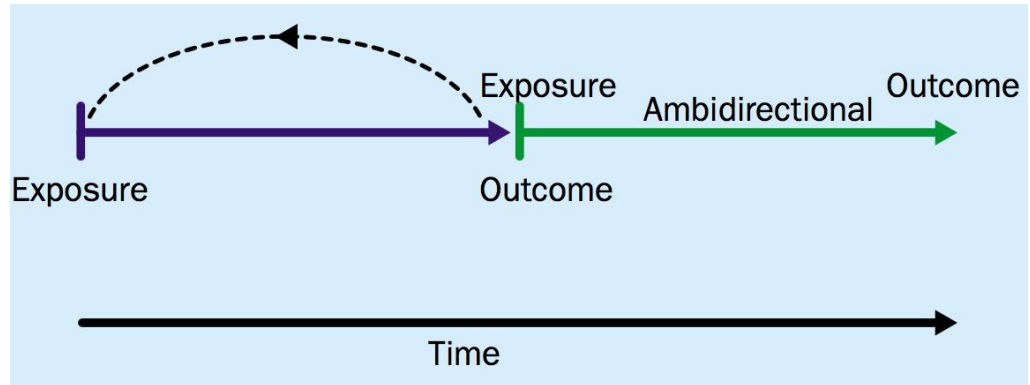 Exposure
Outcome
Ambidirectional
Exposure
Outcome
Time